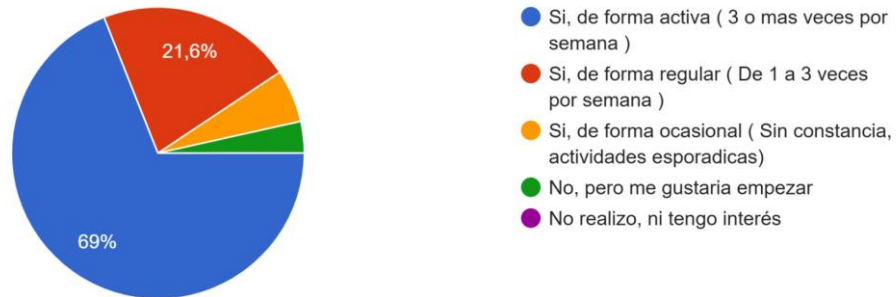 21,6%
69%
Si, de forma activa ( 3 o mas veces por
semana )
Si, de forma regular ( De 1 a 3 veces
por semana )
Si, de forma ocasional ( Sin constancia,
actividades esporadicas)
No, pero me gustaria empezar
No realizo, ni tengo interés